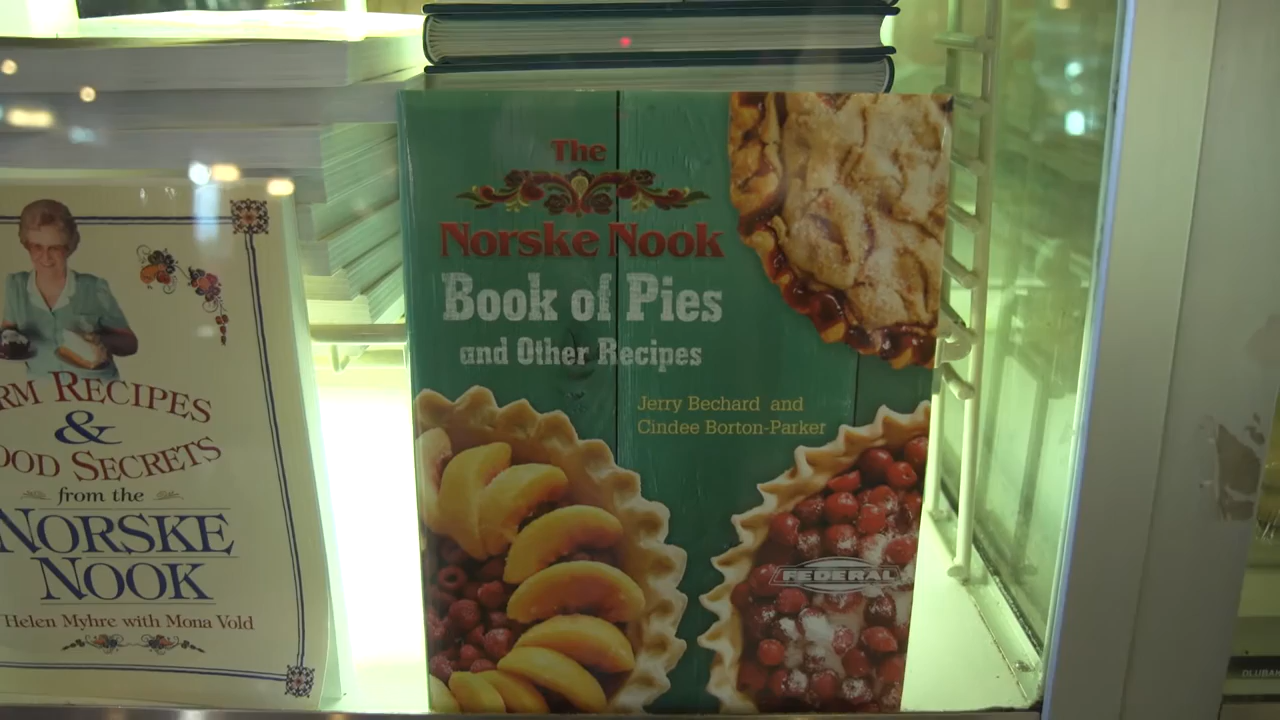 RM RECIPES
&
OOD SECRETS
from the
NORSKE
NOOK
Helen Myhre with Mona Vold
The
Norske Nook
Book of Pies
and Other Recipes
Jerry Bechard and
Cindee Borton-Parker
FEDERAL